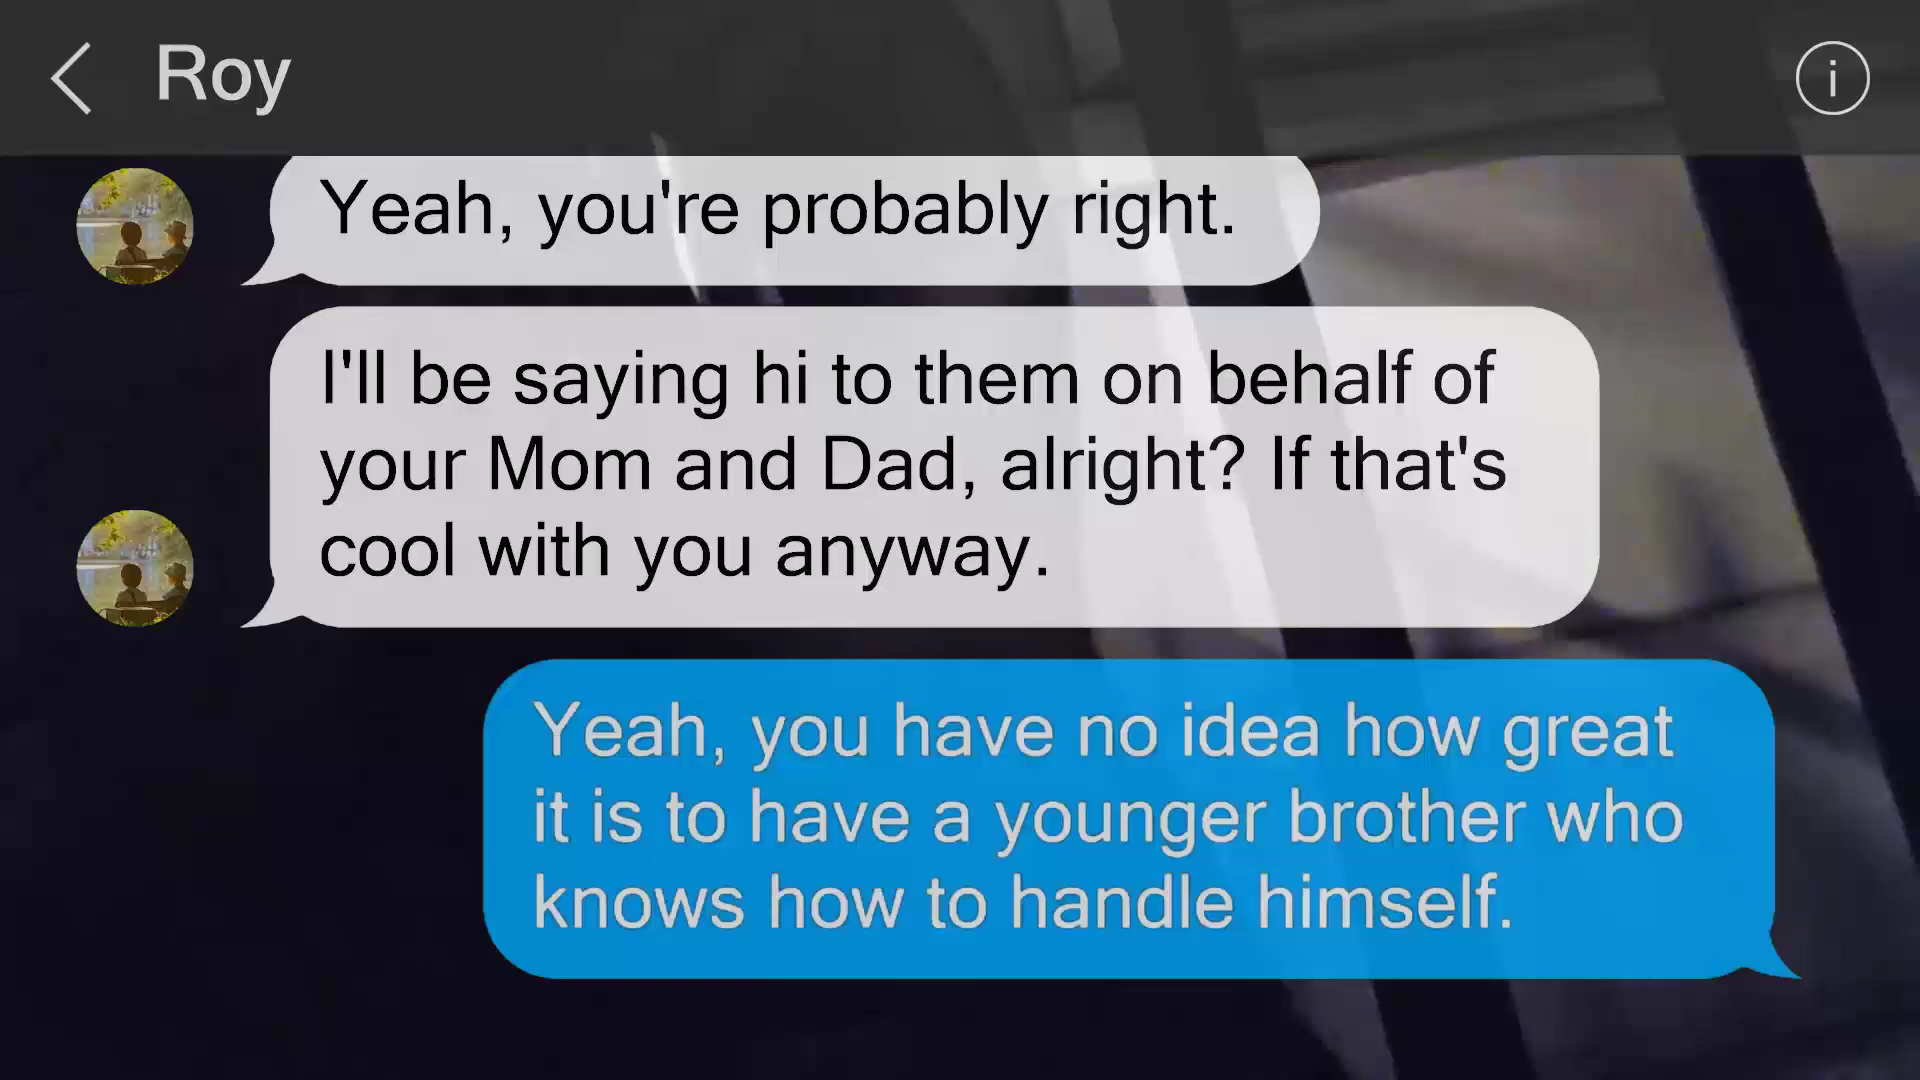 Roy
Yeah, you're probably right.
I'll be saying hi to them on behalf of
your Mom and Dad, alright? If that's
cool with you anyway.
Yeah, you have no idea how great
it is to have a younger brother who
knows how to handle himself.